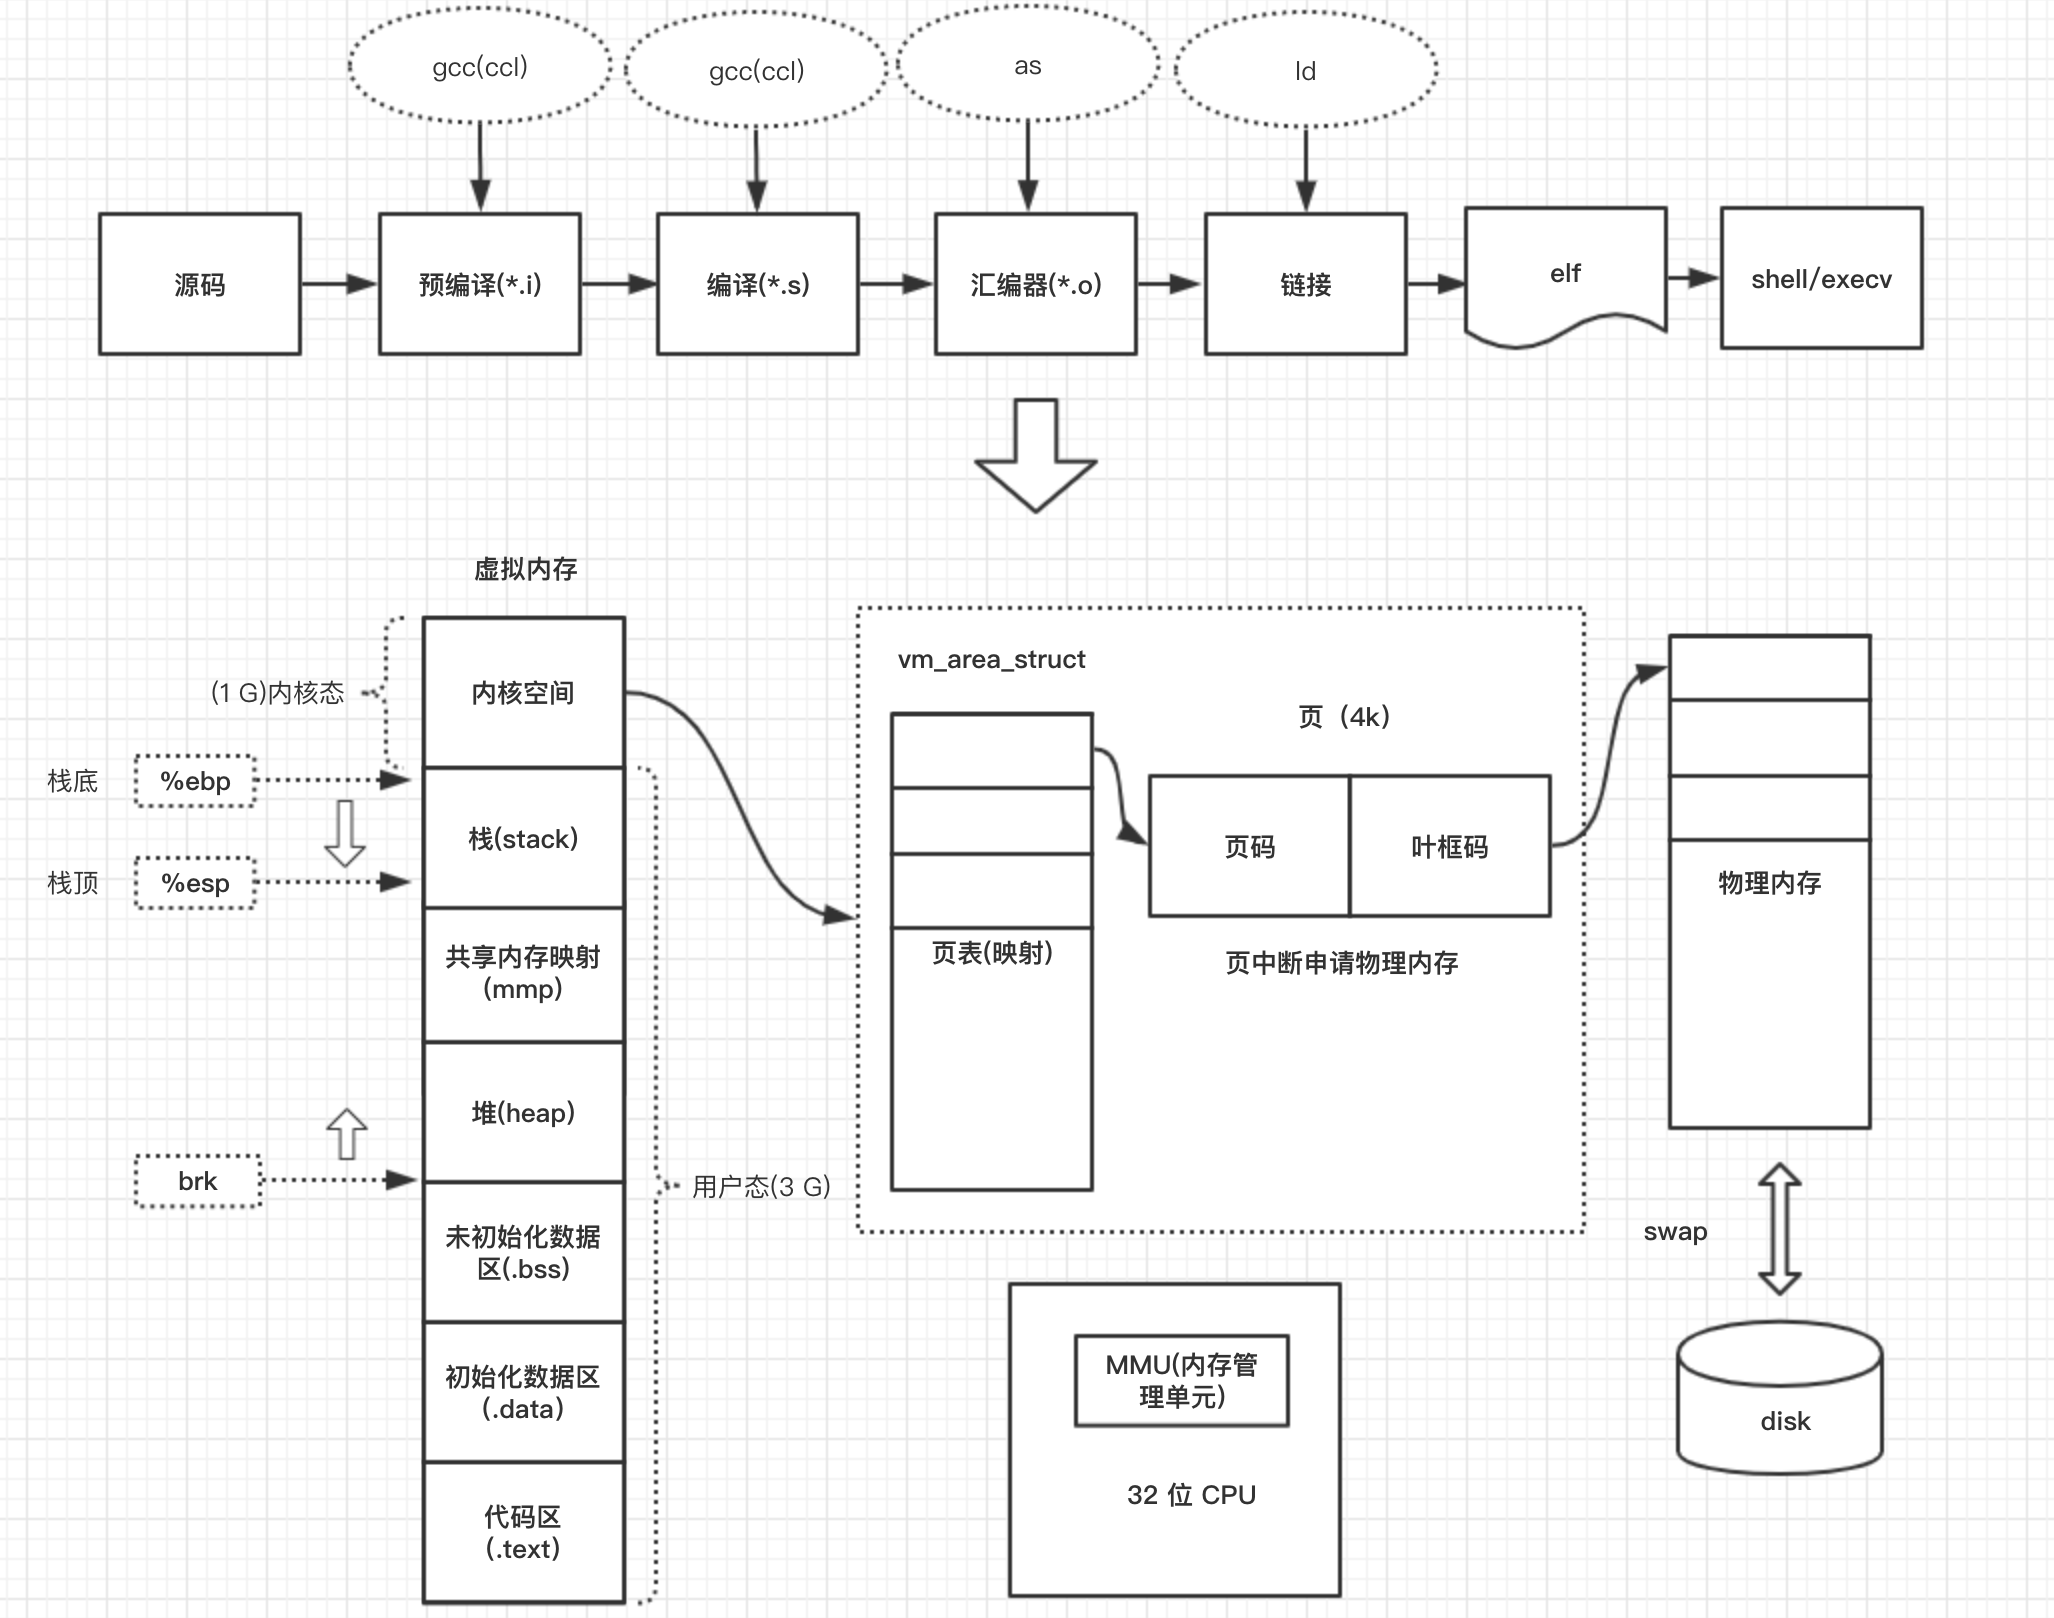 gcc(ccl)
gcc(ccl)
as
ld
源码
预编译(*.i)
编译(*.s)
汇编器(*.o)
链接
elf
shell/execv
虚拟内存
(1 G)内核态
内核空间
栈底
%ebp
栈(stack)
栈顶
%esp
共享内存映射
(mmp)
堆(heap)
brk
用户态(3 G)
未初始化数据
区(.bss)
初始化数据区
(.data)
代码区
(.text)
vm_area_struct
页（4k）
页码
叶框码
页表(映射)
页中断申请物理内存
物理内存
swap
MMU(内存管
理单元)
32 位 CPU
disk